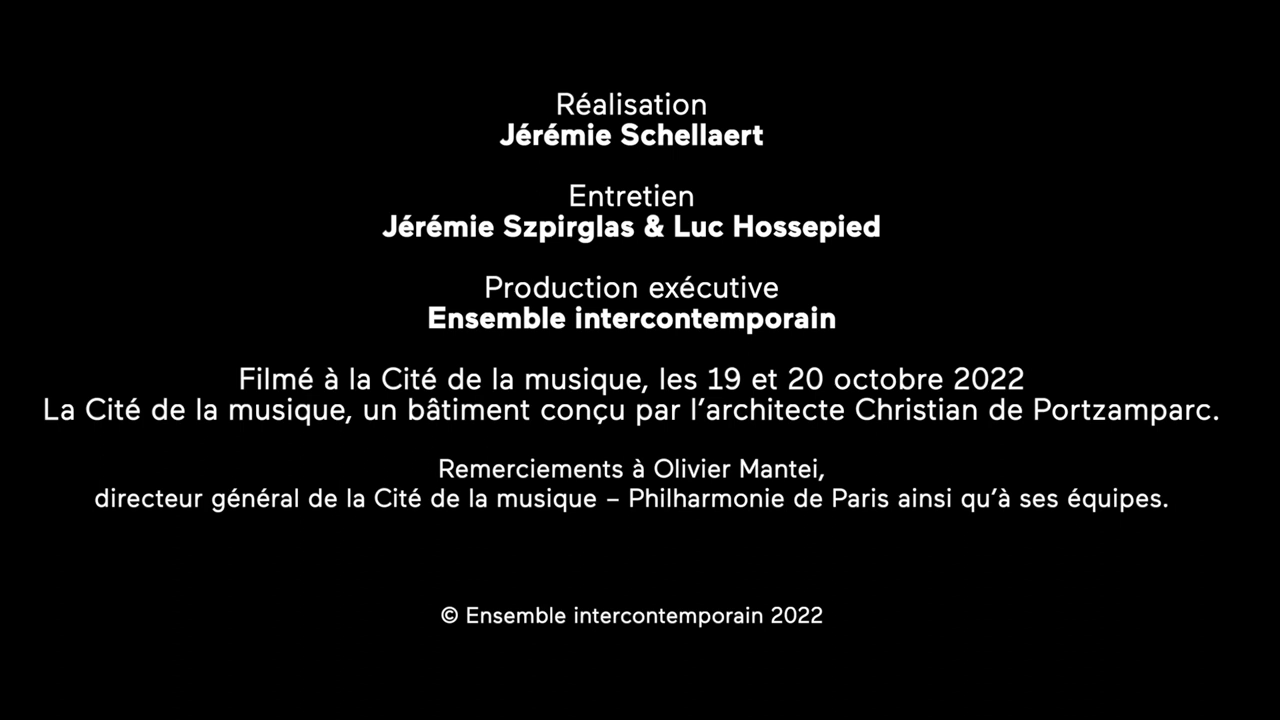 Réalisation
Jérémie Schellaert
Entretien
Jérémie Szpirglas & Luc Hossepied
Production exécutive
Ensemble intercontemporain
Filmé à la Cité de la musique, les 19 et 20 octobre 2022
La Cité de la musique, un bâtiment conçu par l’architecte Christian de Portzamparc.
Remerciements à Olivier Mantei,
directeur général de la Cité de la musique – Philharmonie de Paris ainsi qu’à ses équipes.
© Ensemble intercontemporain 2022